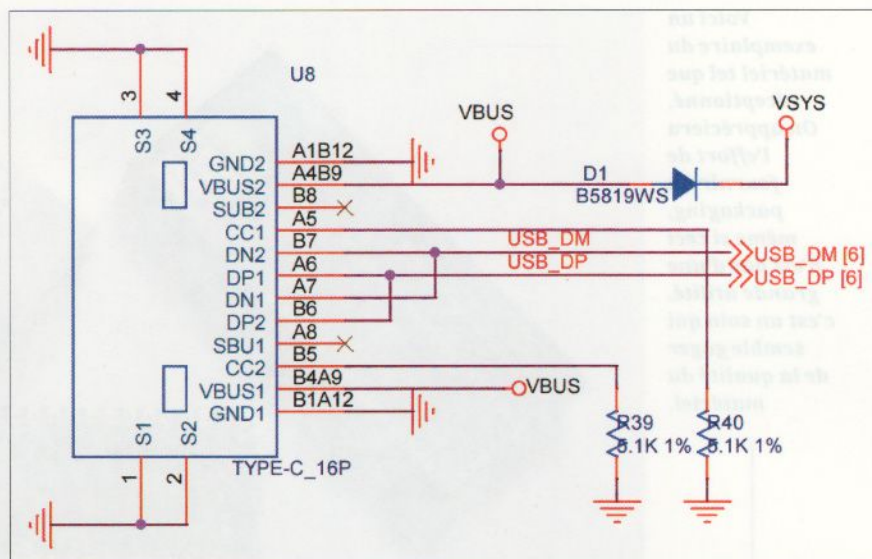 Voici un
exemplaire du
matériel tel que
On appréciera
l'effort de
packaging,
c'est un soin qui
semble gager
de la qualité du
matériel.
U8
3
4
S3
S4
VBUS
VSYS
GND2 A1B12
VBUS2 A4B9
SUB2 B8
CC1 A5
DN2 B7
DP1 A6
DN1 A7
DP2 B6
SBU1 A8
CC2 B5
VBUS1 B4A9
GND1 B1A12
D1
B5819WS
USB_DM
USB_DP
USB_DM [6]
USB_DP [6]
VBUS
S1
S2
1
2
TYPE-C_16P
R39
5.1K 1%
R40
5.1K 1%